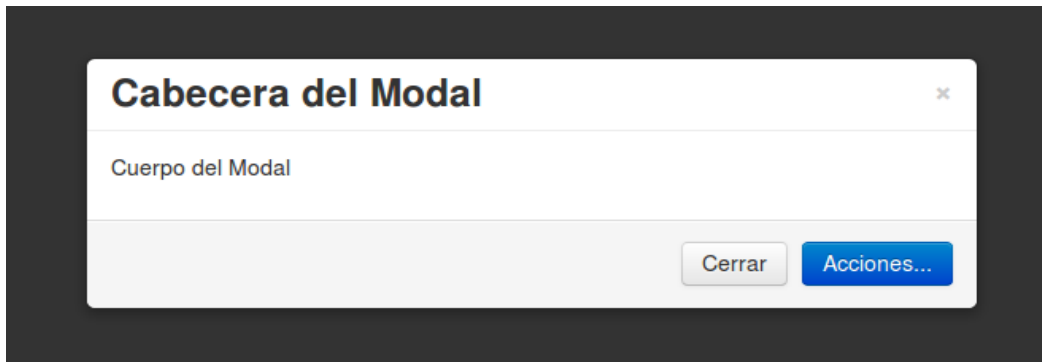 Cabecera del Modal ×
Cuerpo del Modal
Cerrar Acciones...